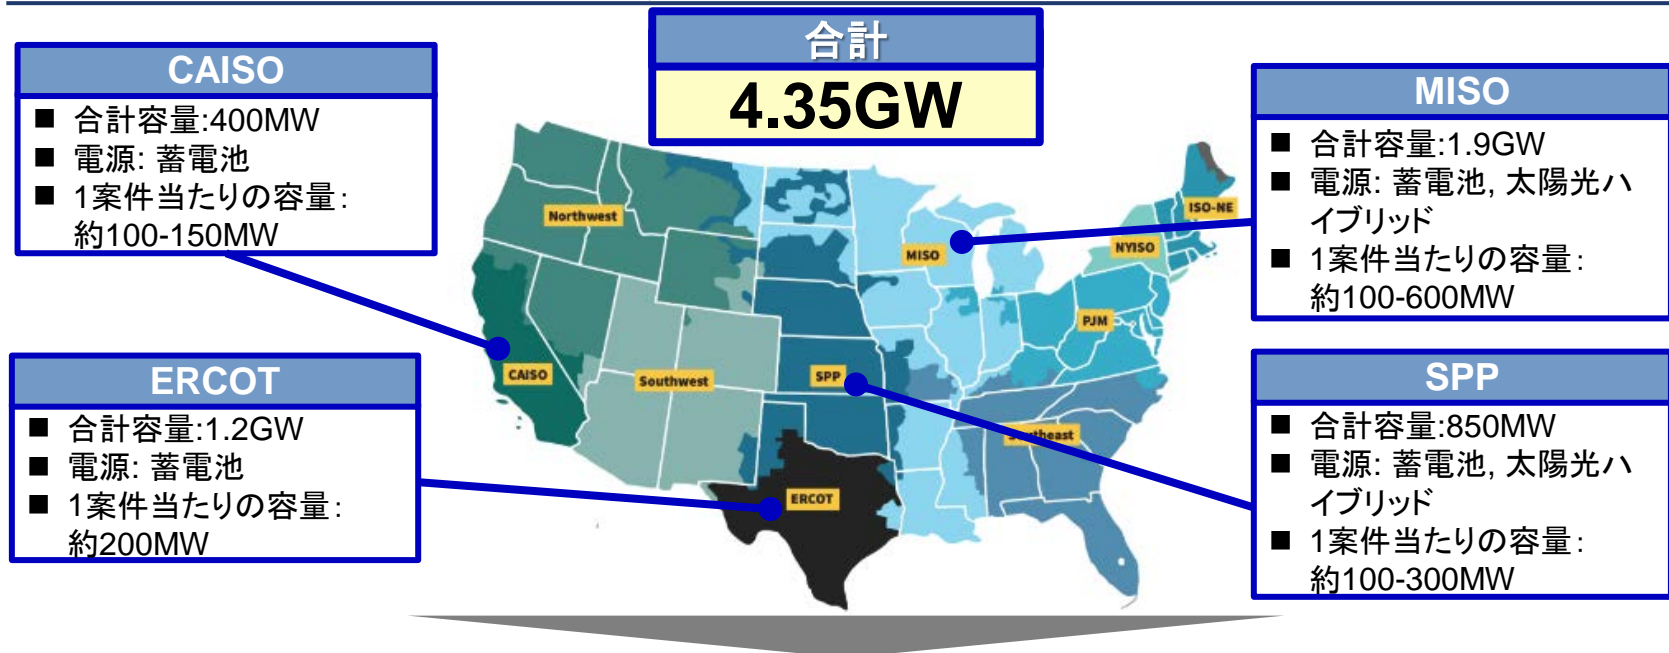 合計
4.35GW
CAISO
■ 合計容量:400MW
■ 電源: 蓄電池
■ 1案件当たりの容量:
約100-150MW
ERCOT
■ 合計容量:1.2GW
■ 電源: 蓄電池
■ 1案件当たりの容量:
約200MW
MISO
■ 合計容量:1.9GW
■ 電源: 蓄電池, 太陽光ハ
イブリッド
■ 1案件当たりの容量:
約100-600MW
SPP
■ 合計容量:850MW
■ 電源: 蓄電池, 太陽光ハ
イブリッド
■ 1案件当たりの容量:
約100-300MW
Northwest
MISO
ISO-NE
NYISO
PJM
CAISO
Southwest
SPP
Southeast
ERCOT